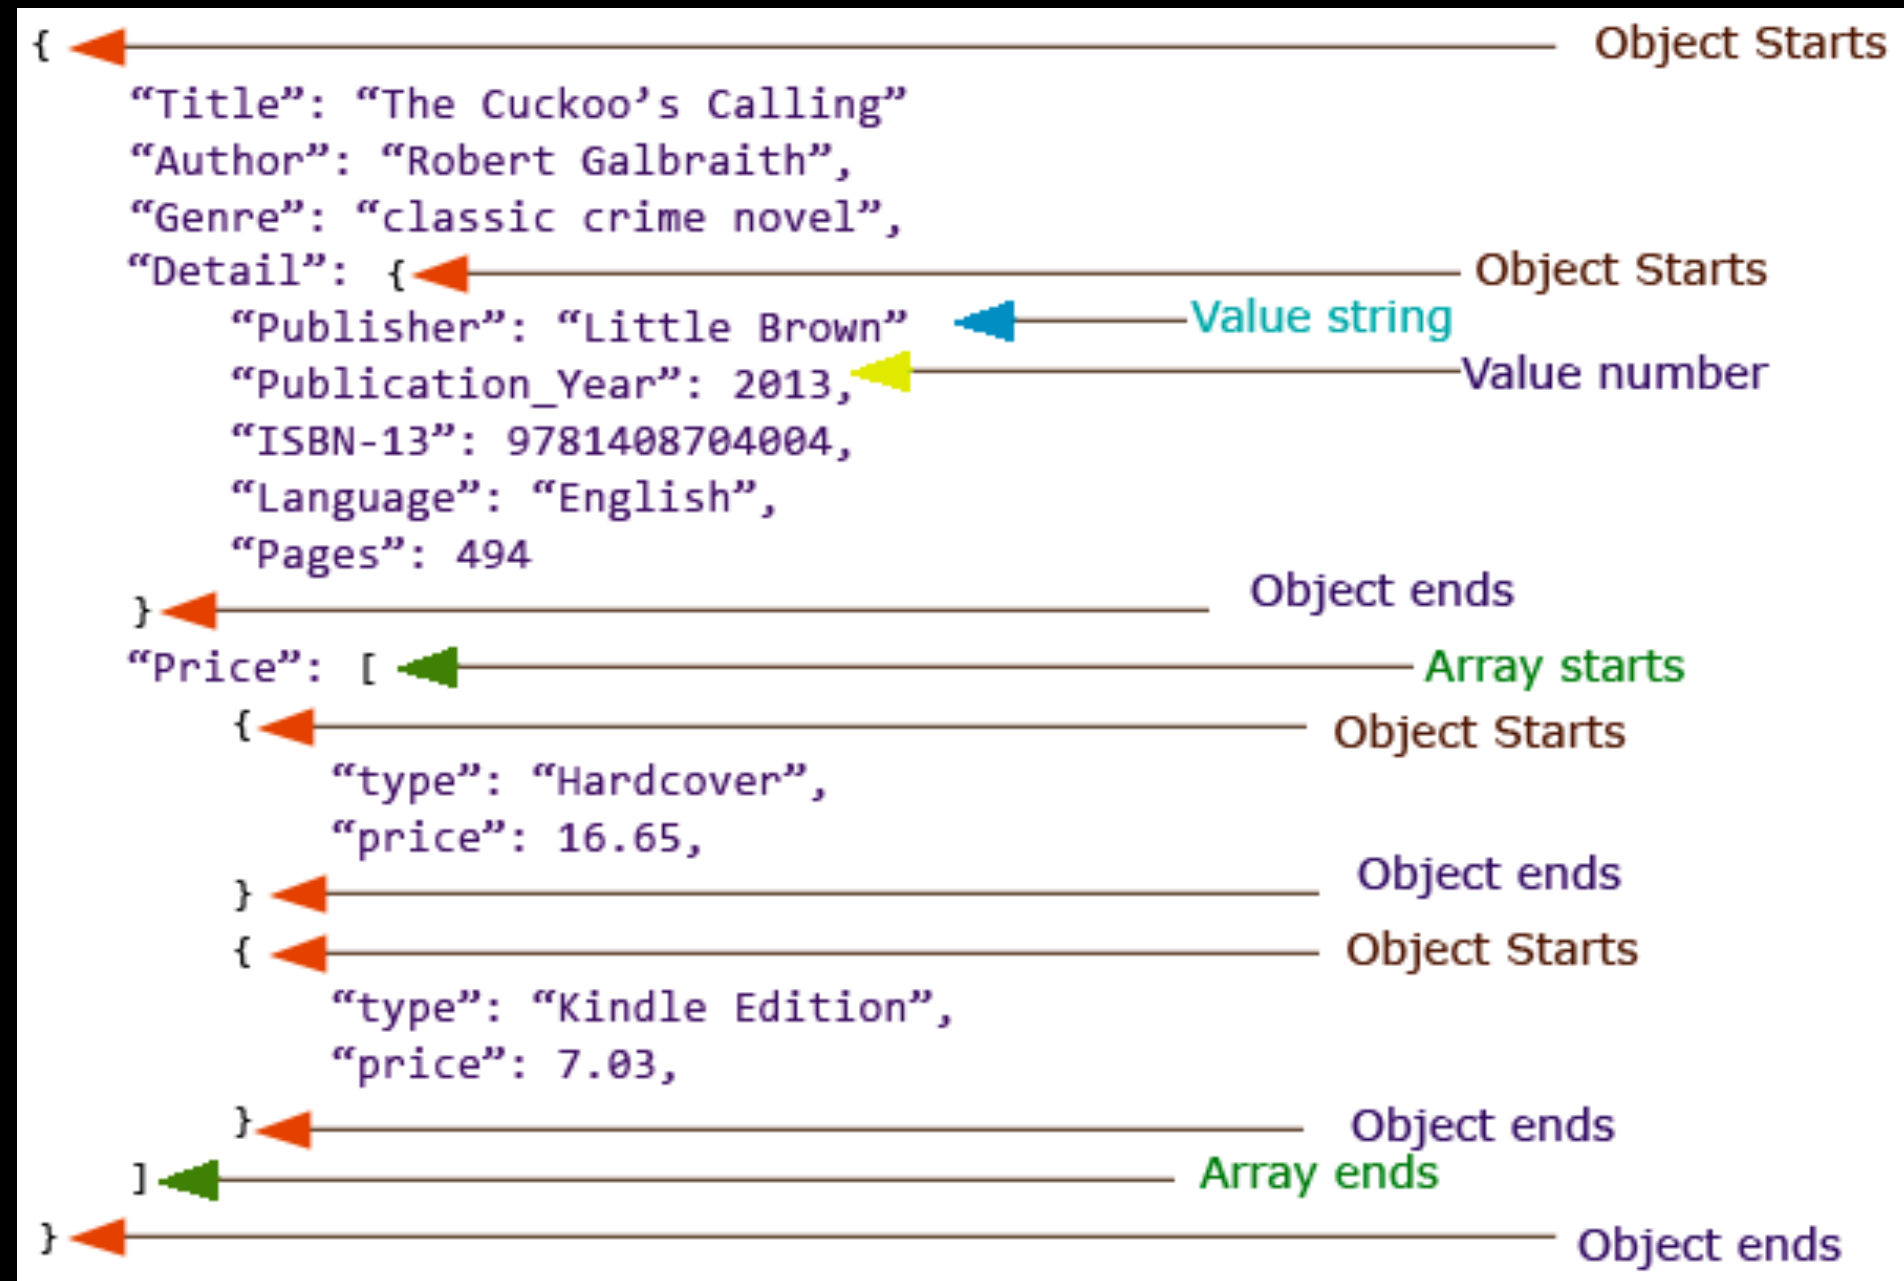 { Object Starts
“Title”: “The Cuckoo’s Calling”
“Author”: “Robert Galbraith”,
“Genre”: “classic crime novel”,
“Detail”: { Object Starts
“Publisher”: “Little Brown” Value string
“Publication_Year”: 2013, Value number
“ISBN-13”: 9781408704004,
“Language”: “English”,
“Pages”: 494
} Object ends
“Price”: [ Array starts
{ Object Starts
“type”: “Hardcover”,
“price”: 16.65,
} Object ends
{ Object Starts
“type”: “Kindle Edition”,
“price”: 7.03,
} Object ends
] Array ends
} Object ends